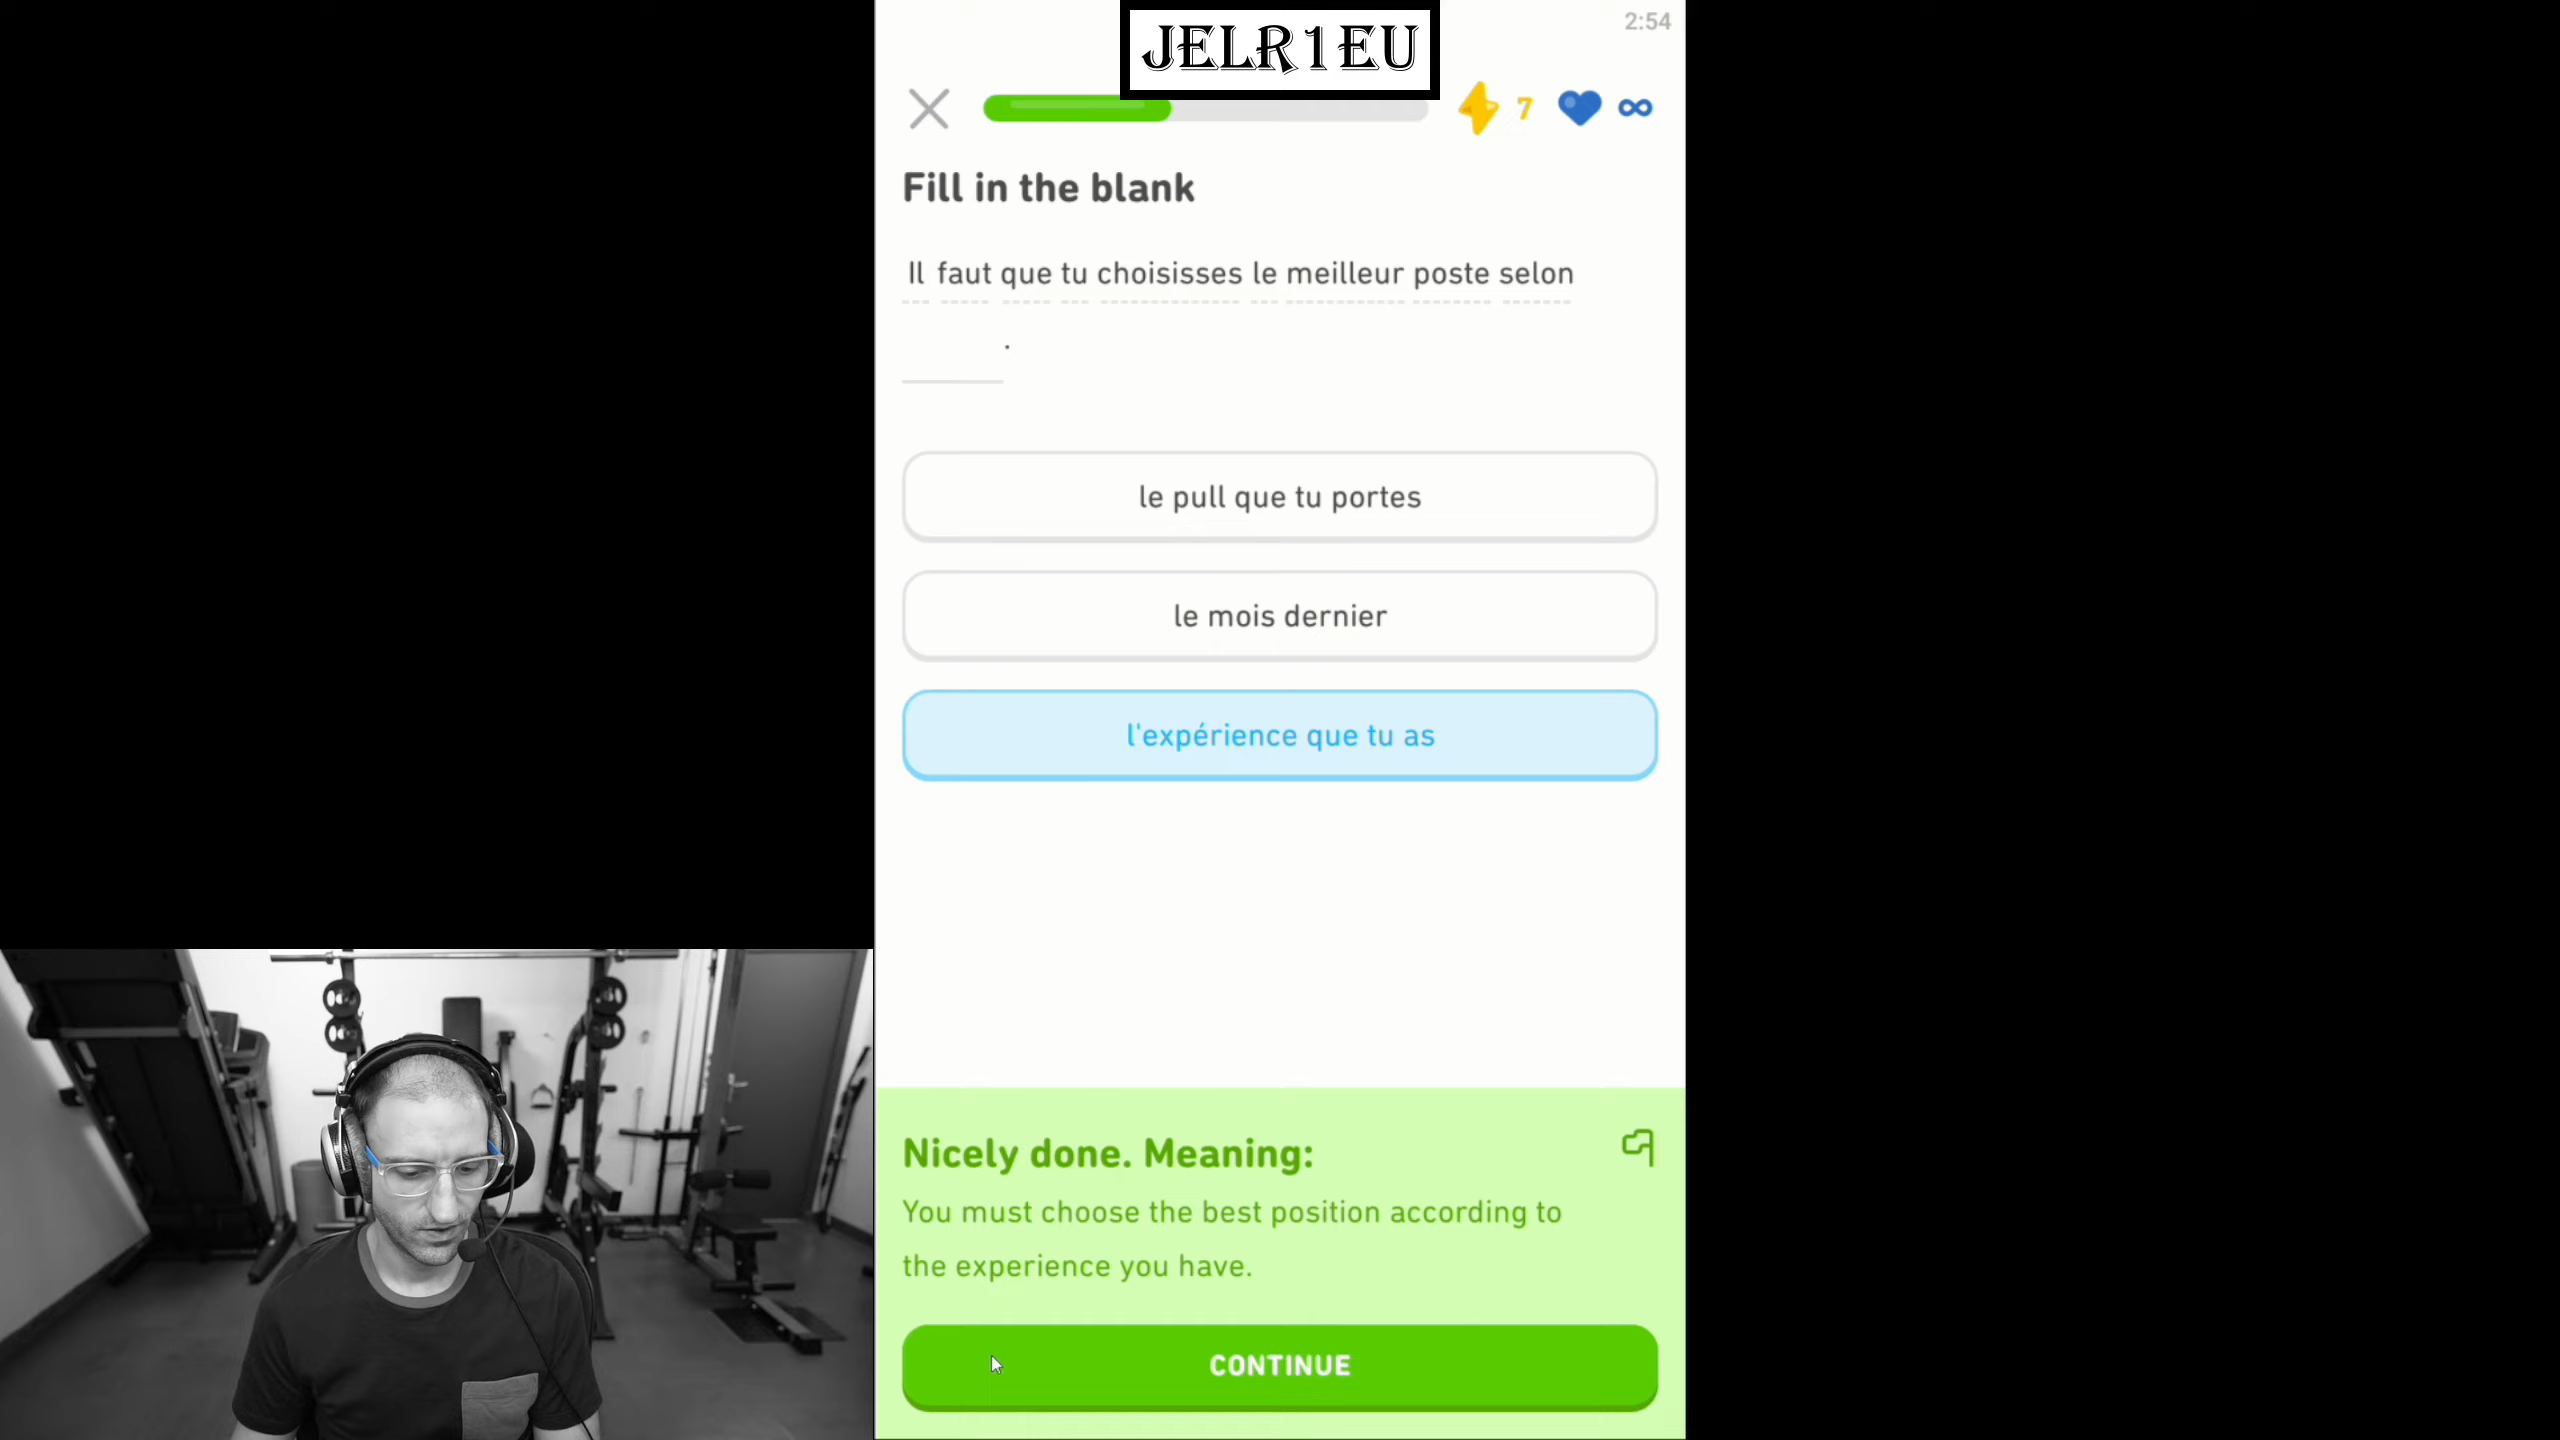 JELR1EU
2:54
7
Fill in the blank
Il faut que tu choisisses le meilleur poste selon
.
le pull que tu portes
le mois dernier
l'expérience que tu as
Nicely done. Meaning:
You must choose the best position according to
the experience you have.
CONTINUE